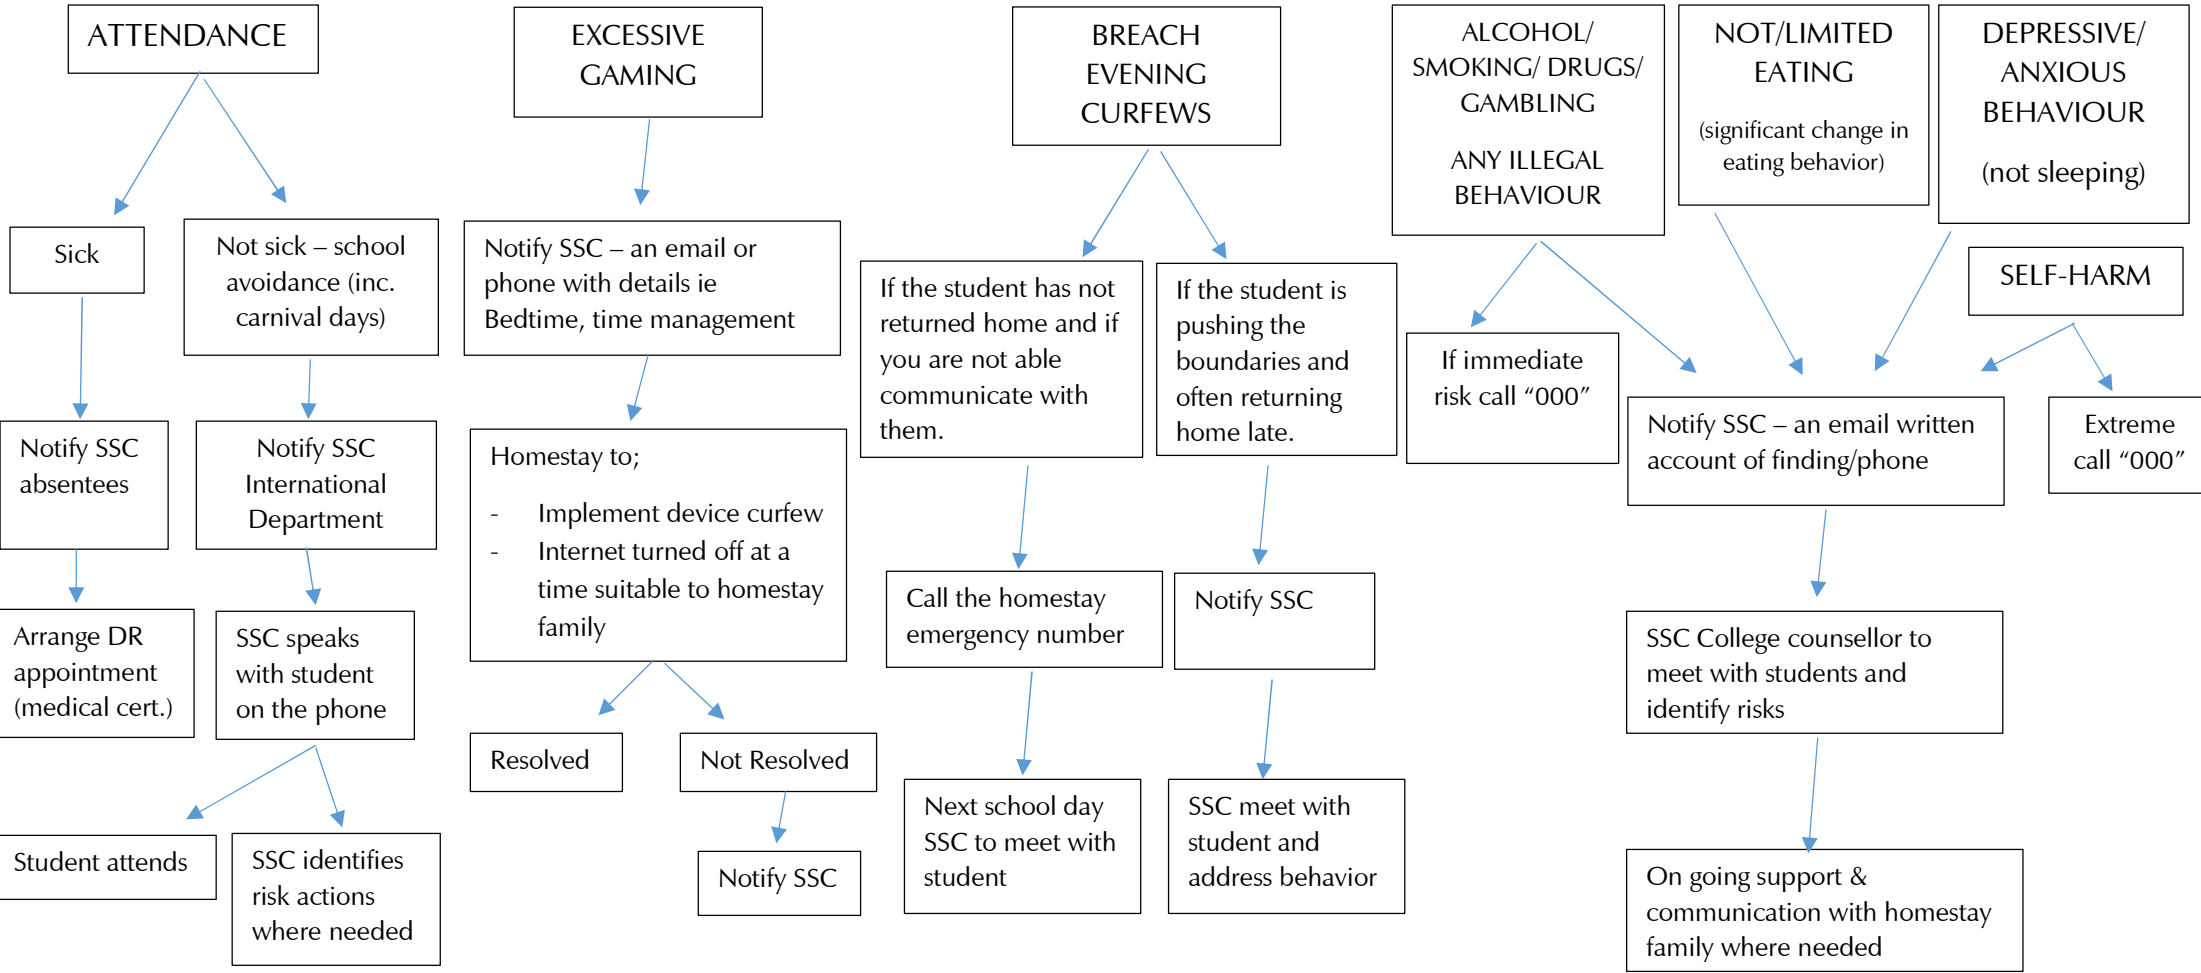 ATTENDANCE
Sick
Not sick – school
avoidance (inc.
carnival days)
Notify SSC
absentees
Notify SSC
International
Department
Arrange DR
appointment
(medical cert.)
SSC speaks
with student
on the phone
Student attends
SSC identifies
risk actions
where needed
EXCESSIVE
GAMING
Notify SSC – an email or
phone with details ie
Bedtime, time management
Homestay to;
- Implement device curfew
- Internet turned off at a
time suitable to homestay
family
Resolved
Not Resolved
Notify SSC
BREACH
EVENING
CURFEWS
If the student has not
returned home and if
you are not able
communicate with
them.
If the student is
pushing the
boundaries and
often returning
home late.
Call the homestay
emergency number
Notify SSC
Next school day
SSC to meet with
student
SSC meet with
student and
address behavior
ALCOHOL/
SMOKING/ DRUGS/
GAMBLING
ANY ILLEGAL
BEHAVIOUR
NOT/LIMITED
EATING
(significant change in
eating behavior)
DEPRESSIVE/
ANXIOUS
BEHAVIOUR
(not sleeping)
SELF-HARM
If immediate
risk call “000”
Notify SSC – an email written
account of finding/phone
Extreme
call “000”
SSC College counsellor to
meet with students and
identify risks
On going support &
communication with homestay
family where needed